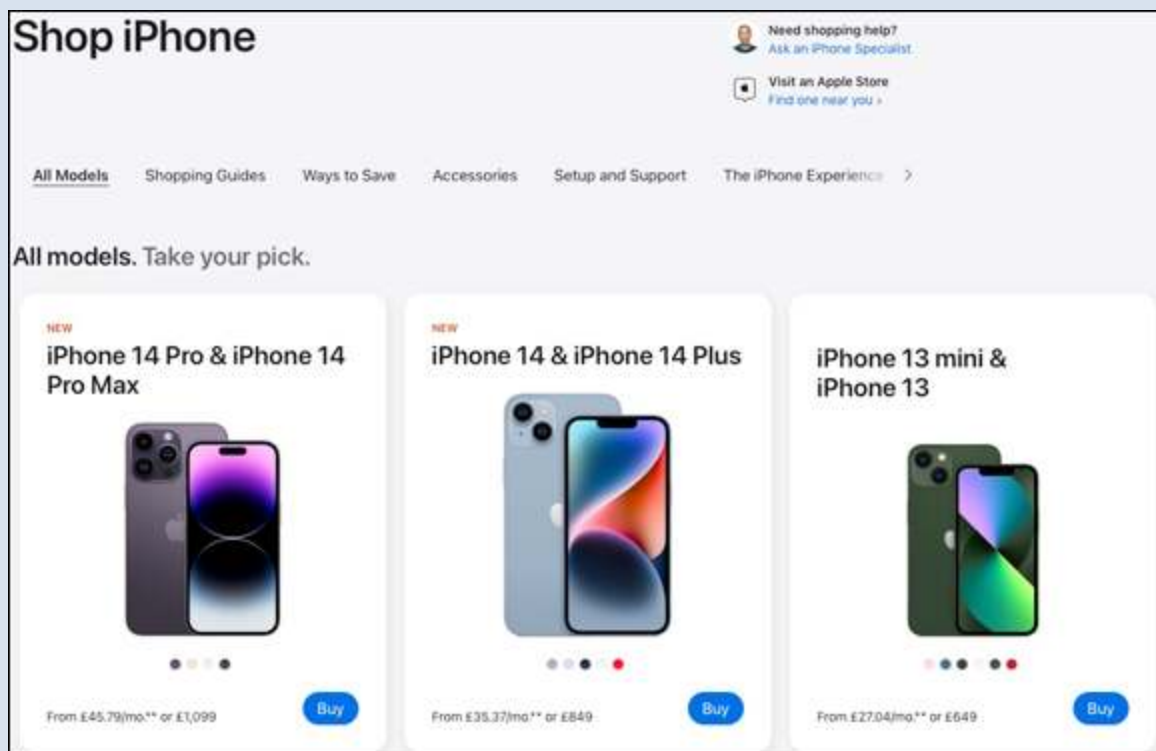 Shop iPhone
Need shopping help?
Ask an iPhone Specialist
Visit an Apple Store
Find one near you ›
All Models
Shopping Guides
Ways to Save
Accessories
Setup and Support
The iPhone Experience
All models. Take your pick.
NEW
iPhone 14 Pro & iPhone 14
Pro Max
From £45.79/mo.** or £1,099
Buy
NEW
iPhone 14 & iPhone 14 Plus
From £35.37/mo.** or £849
Buy
iPhone 13 mini &
iPhone 13
From £27.04/mo.** or £649
Buy